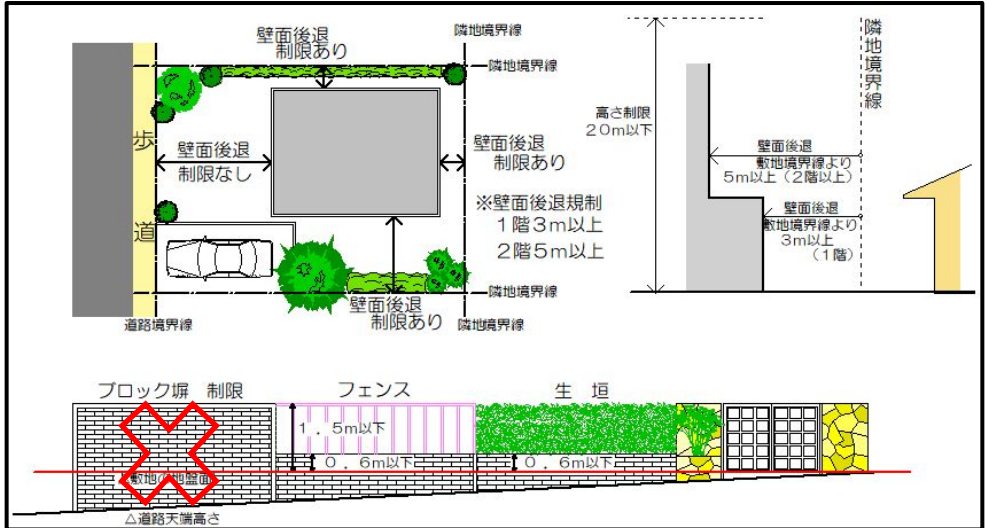 壁面後退
制限あり
隣地境界線
隣地境界線
歩
道
壁面後退
制限なし
壁面後退
制限あり
※壁面後退規制
1階3m以上
2階5m以上
隣地境界線
壁面後退
制限あり
道路境界線
隣地境界線
隣地境界線
高さ制限
20m以下
壁面後退
敷地境界線より
5m以上(2階以上)
壁面後退
敷地境界線より
3m以上
(1階)
ブロック塀 制限
フェンス
生 垣
1.5m以下
0.6m以下
0.6m以下
敷地の地盤面
△道路天端高さ